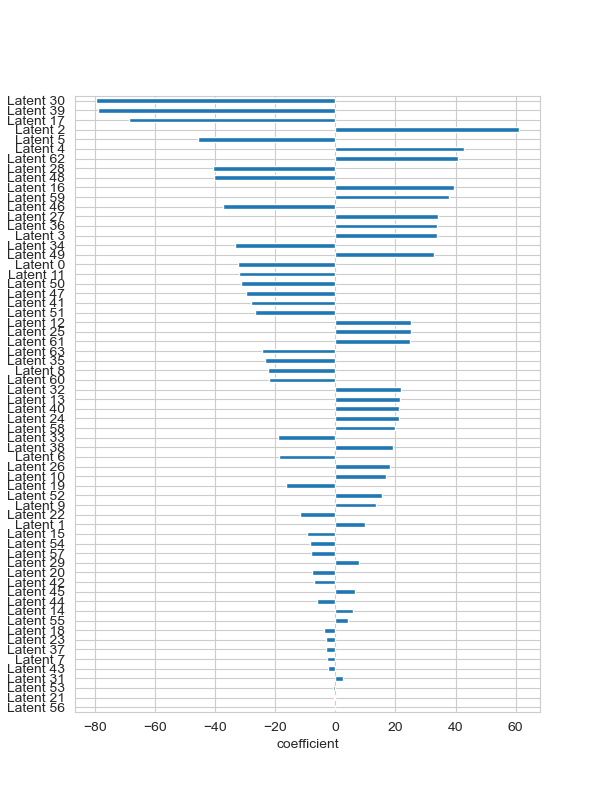 Latent 30
Latent 39
Latent 17
Latent 2
Latent 5
Latent 4
Latent 62
Latent 28
Latent 48
Latent 16
Latent 59
Latent 46
Latent 27
Latent 36
Latent 3
Latent 34
Latent 49
Latent 0
Latent 11
Latent 50
Latent 47
Latent 41
Latent 51
Latent 12
Latent 25
Latent 61
Latent 63
Latent 35
Latent 8
Latent 60
Latent 32
Latent 13
Latent 40
Latent 24
Latent 58
Latent 33
Latent 38
Latent 6
Latent 26
Latent 10
Latent 19
Latent 52
Latent 9
Latent 22
Latent 1
Latent 15
Latent 54
Latent 57
Latent 29
Latent 20
Latent 42
Latent 45
Latent 44
Latent 14
Latent 55
Latent 18
Latent 23
Latent 37
Latent 7
Latent 43
Latent 31
Latent 53
Latent 21
Latent 56
−80 −60 −40 −20 0 20 40 60
coefficient